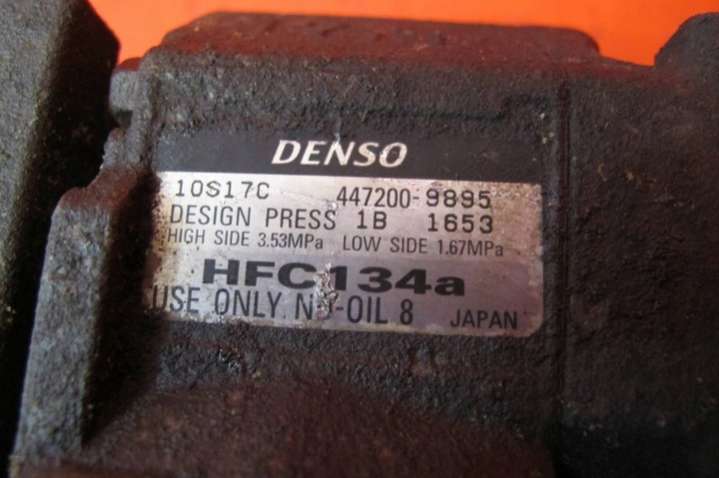 DENSO
10S17C 447200-9895
DESIGN PRESS 1B 1653
HIGH SIDE 3.53MPa LOW SIDE 1.67MPa
HFC134a
USE ONLY ND-OIL 8 JAPAN